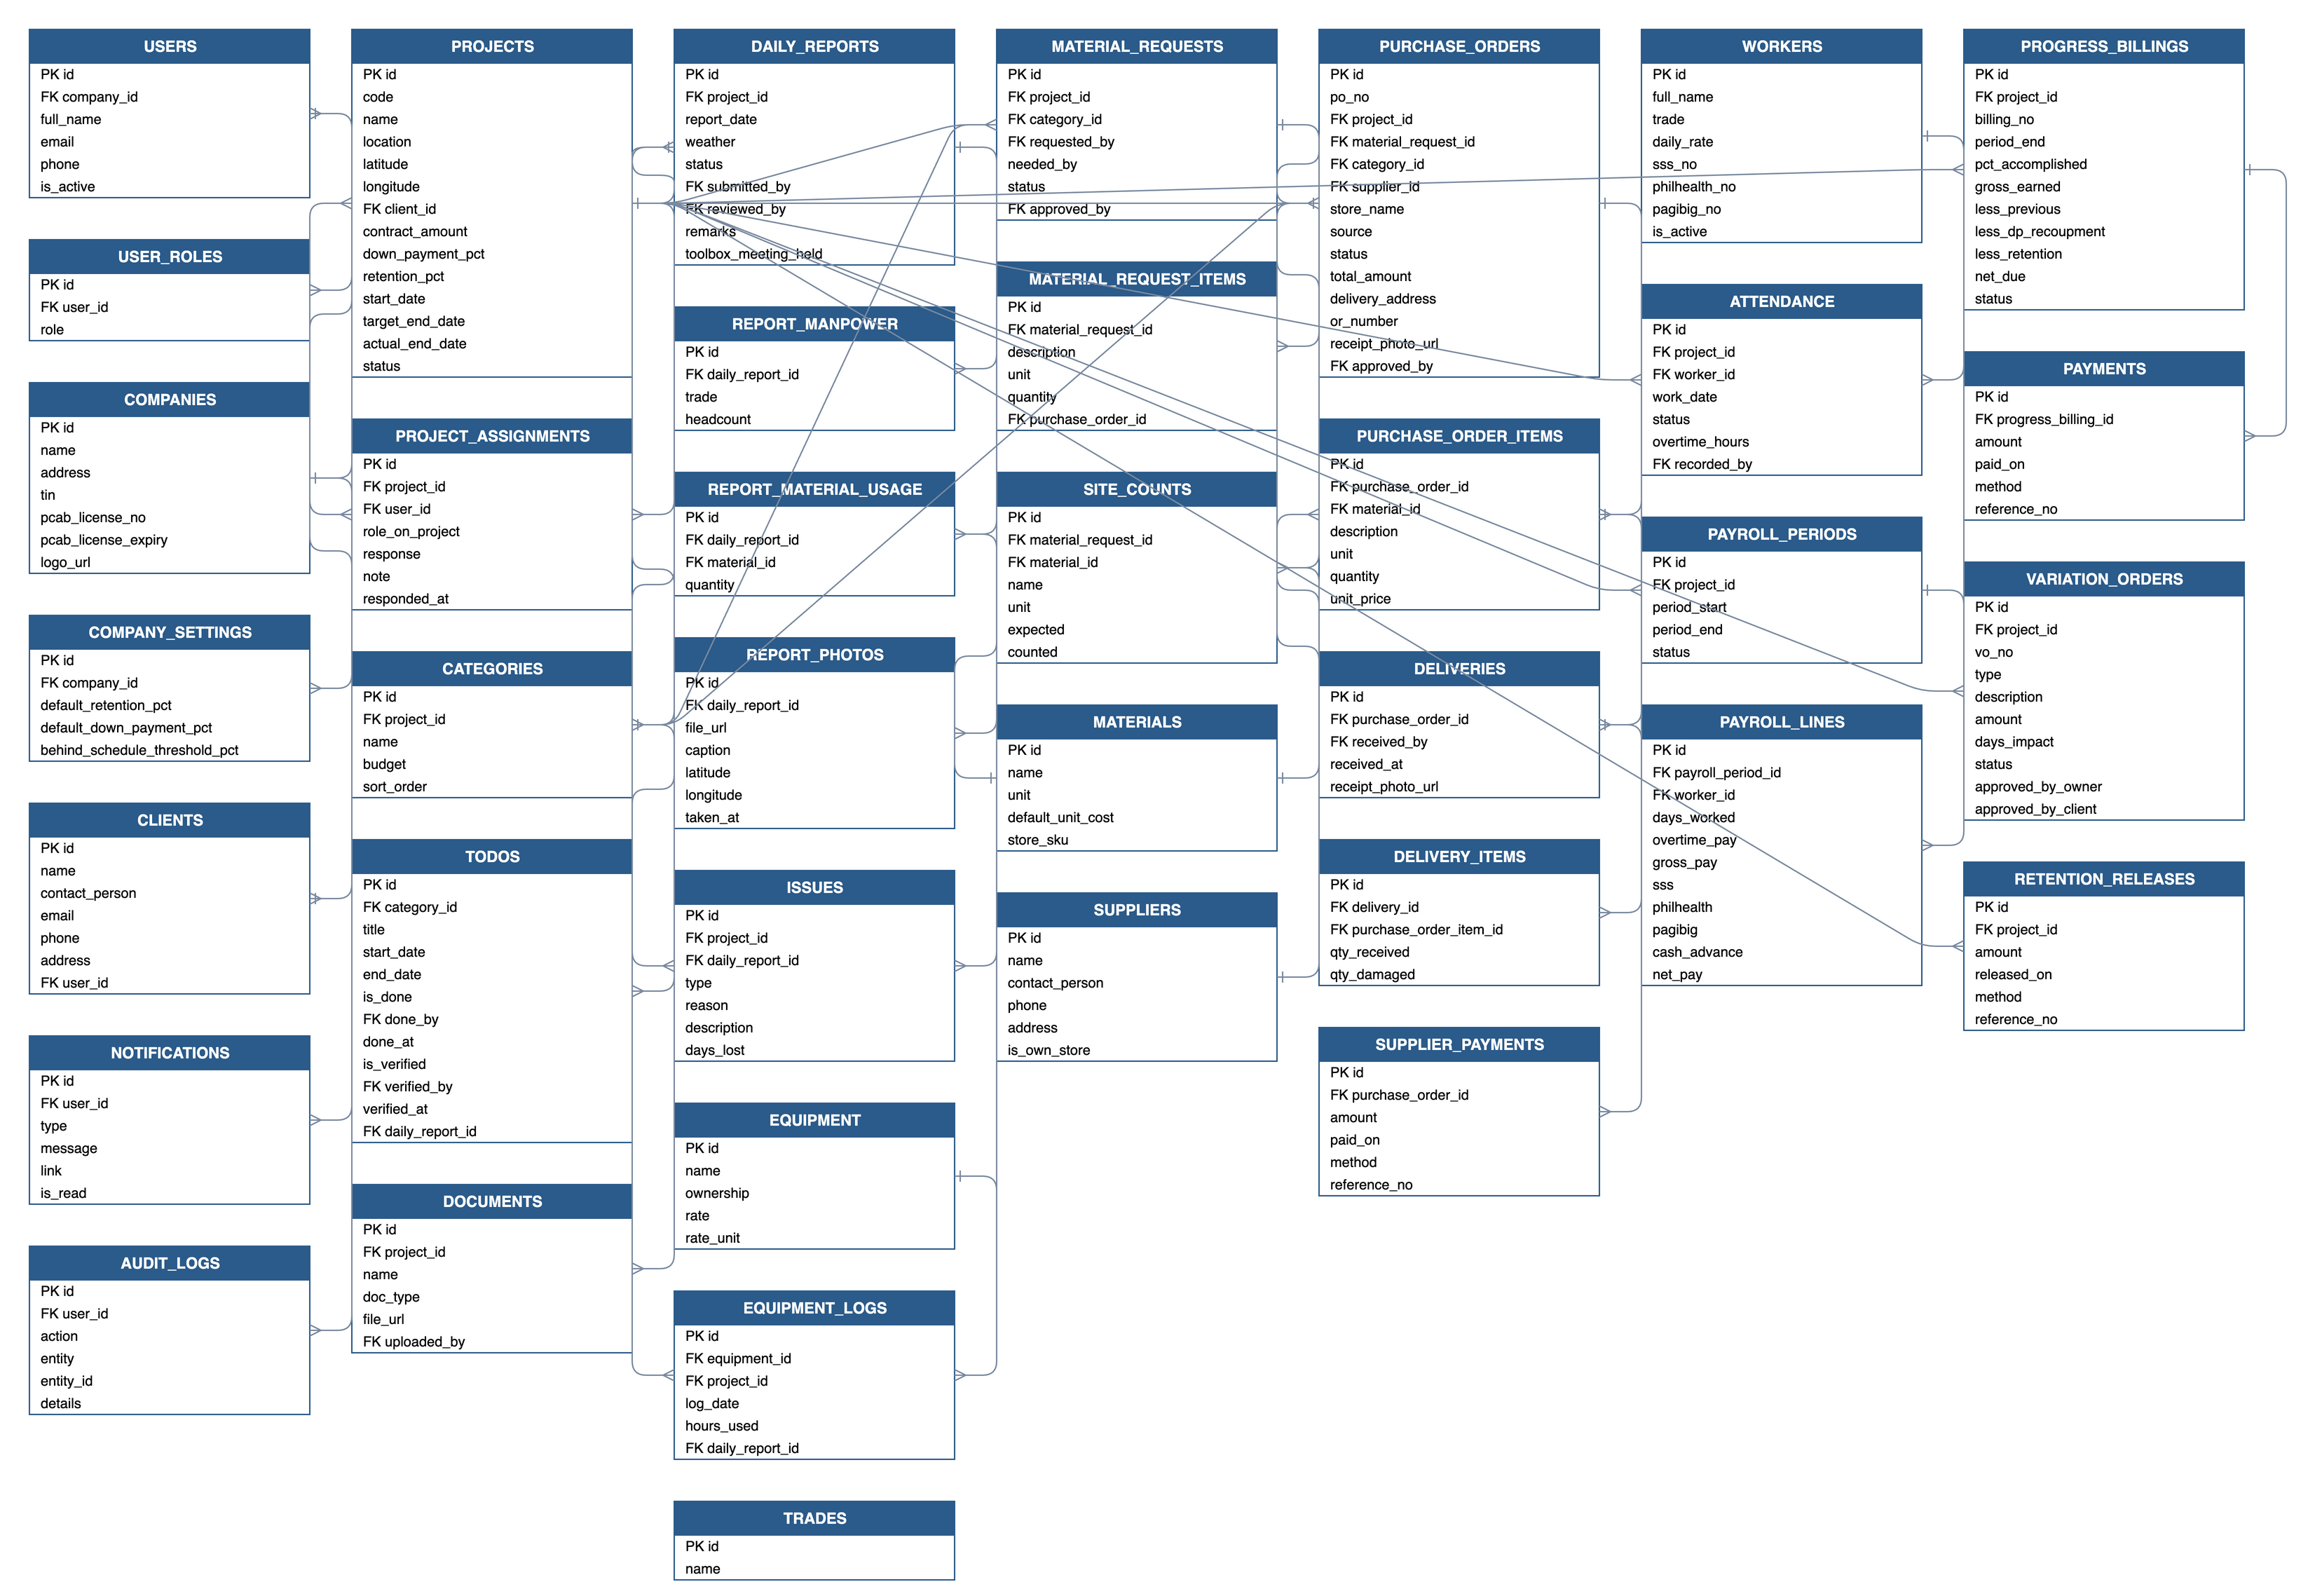 USERS
PK id
FK company_id
full_name
email
phone
is_active
USER_ROLES
PK id
FK user_id
role
COMPANIES
PK id
name
address
tin
pcab_license_no
pcab_license_expiry
logo_url
COMPANY_SETTINGS
PK id
FK company_id
default_retention_pct
default_down_payment_pct
behind_schedule_threshold_pct
CLIENTS
PK id
name
contact_person
email
phone
address
FK user_id
NOTIFICATIONS
PK id
FK user_id
type
message
link
is_read
AUDIT_LOGS
PK id
FK user_id
action
entity
entity_id
details
PROJECTS
PK id
code
name
location
latitude
longitude
FK client_id
contract_amount
down_payment_pct
retention_pct
start_date
target_end_date
actual_end_date
status
PROJECT_ASSIGNMENTS
PK id
FK project_id
FK user_id
role_on_project
response
note
responded_at
CATEGORIES
PK id
FK project_id
name
budget
sort_order
TODOS
PK id
FK category_id
title
start_date
end_date
is_done
FK done_by
done_at
is_verified
FK verified_by
verified_at
FK daily_report_id
DOCUMENTS
PK id
FK project_id
name
doc_type
file_url
FK uploaded_by
DAILY_REPORTS
PK id
FK project_id
report_date
weather
status
FK submitted_by
FK reviewed_by
remarks
toolbox_meeting_held
REPORT_MANPOWER
PK id
FK daily_report_id
trade
headcount
REPORT_MATERIAL_USAGE
PK id
FK daily_report_id
FK material_id
quantity
REPORT_PHOTOS
PK id
FK daily_report_id
file_url
caption
latitude
longitude
taken_at
ISSUES
PK id
FK project_id
FK daily_report_id
type
reason
description
days_lost
EQUIPMENT
PK id
name
ownership
rate
rate_unit
EQUIPMENT_LOGS
PK id
FK equipment_id
FK project_id
log_date
hours_used
FK daily_report_id
TRADES
PK id
name
MATERIAL_REQUESTS
PK id
FK project_id
FK category_id
FK requested_by
needed_by
status
FK approved_by
MATERIAL_REQUEST_ITEMS
PK id
FK material_request_id
description
unit
quantity
FK purchase_order_id
SITE_COUNTS
PK id
FK material_request_id
FK material_id
name
unit
expected
counted
MATERIALS
PK id
name
unit
default_unit_cost
store_sku
SUPPLIERS
PK id
name
contact_person
phone
address
is_own_store
PURCHASE_ORDERS
PK id
po_no
FK project_id
FK material_request_id
FK category_id
FK supplier_id
store_name
source
status
total_amount
delivery_address
or_number
receipt_photo_url
FK approved_by
PURCHASE_ORDER_ITEMS
PK id
FK purchase_order_id
FK material_id
description
unit
quantity
unit_price
DELIVERIES
PK id
FK purchase_order_id
FK received_by
received_at
receipt_photo_url
DELIVERY_ITEMS
PK id
FK delivery_id
FK purchase_order_item_id
qty_received
qty_damaged
SUPPLIER_PAYMENTS
PK id
FK purchase_order_id
amount
paid_on
method
reference_no
WORKERS
PK id
full_name
trade
daily_rate
sss_no
philhealth_no
pagibig_no
is_active
ATTENDANCE
PK id
FK project_id
FK worker_id
work_date
status
overtime_hours
FK recorded_by
PAYROLL_PERIODS
PK id
FK project_id
period_start
period_end
status
PAYROLL_LINES
PK id
FK payroll_period_id
FK worker_id
days_worked
overtime_pay
gross_pay
sss
philhealth
pagibig
cash_advance
net_pay
PROGRESS_BILLINGS
PK id
FK project_id
billing_no
period_end
pct_accomplished
gross_earned
less_previous
less_dp_recoupment
less_retention
net_due
status
PAYMENTS
PK id
FK progress_billing_id
amount
paid_on
method
reference_no
VARIATION_ORDERS
PK id
FK project_id
vo_no
type
description
amount
days_impact
status
approved_by_owner
approved_by_client
RETENTION_RELEASES
PK id
FK project_id
amount
released_on
method
reference_no